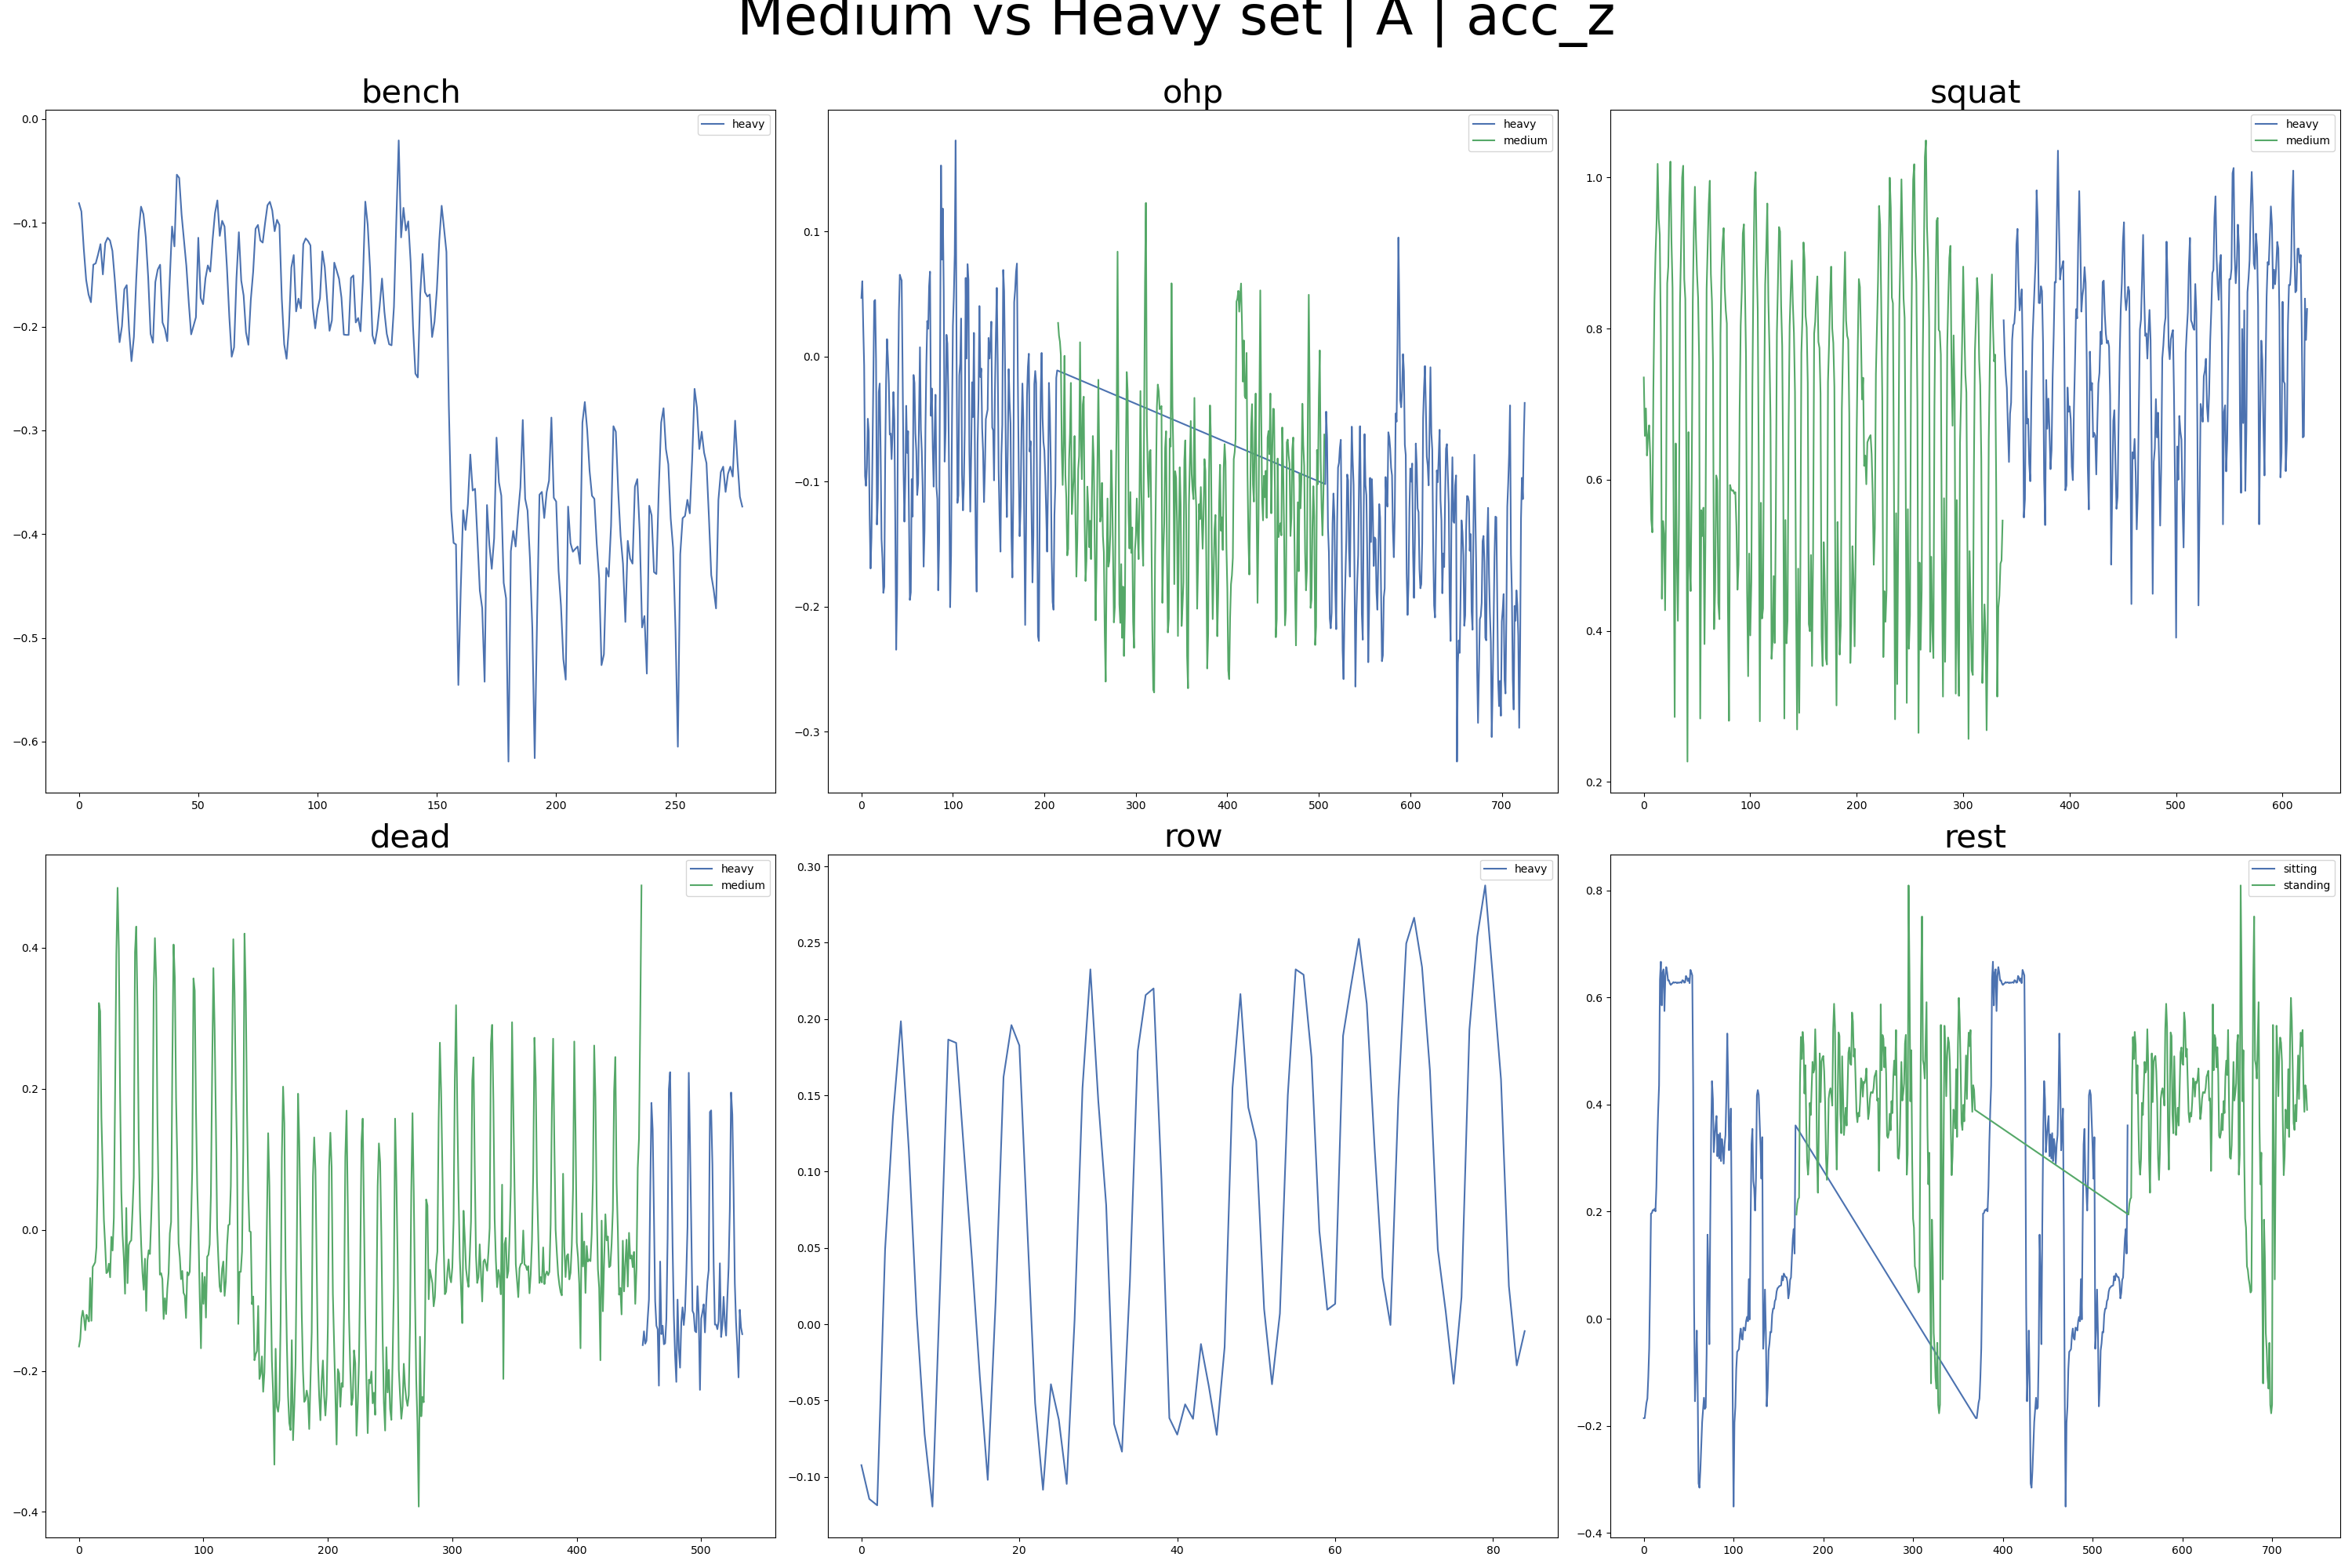 Medium vs Heavy set | A | acc_z
bench
heavy
0.0
−0.1
−0.2
−0.3
−0.4
−0.5
−0.6
0 50 100 150 200 250
ohp
heavy
medium
0.1
0.0
−0.1
−0.2
−0.3
0 100 200 300 400 500 600 700
squat
heavy
medium
1.0
0.8
0.6
0.4
0.2
0 100 200 300 400 500 600
dead
heavy
medium
0.4
0.2
0.0
−0.2
−0.4
0 100 200 300 400 500
row
heavy
0.30
0.25
0.20
0.15
0.10
0.05
0.00
−0.05
−0.10
0 20 40 60 80
rest
sitting
standing
0.8
0.6
0.4
0.2
0.0
−0.2
−0.4
0 100 200 300 400 500 600 700